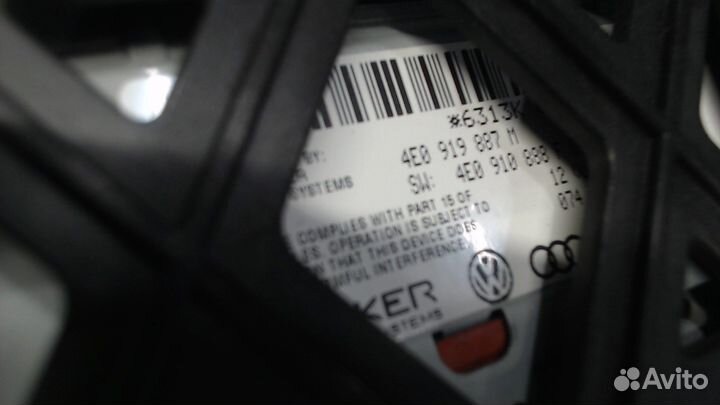 *6313K
BY: 4E0 919 887 M
SYSTEMS SW: 4E0 910 888
12
074
COMPLIES WITH PART 15 OF
OPERATION IS SUBJECT TO
THAT THIS DEVICE DOES
INTERFERENCE
KER
SYSTEMS
Avito